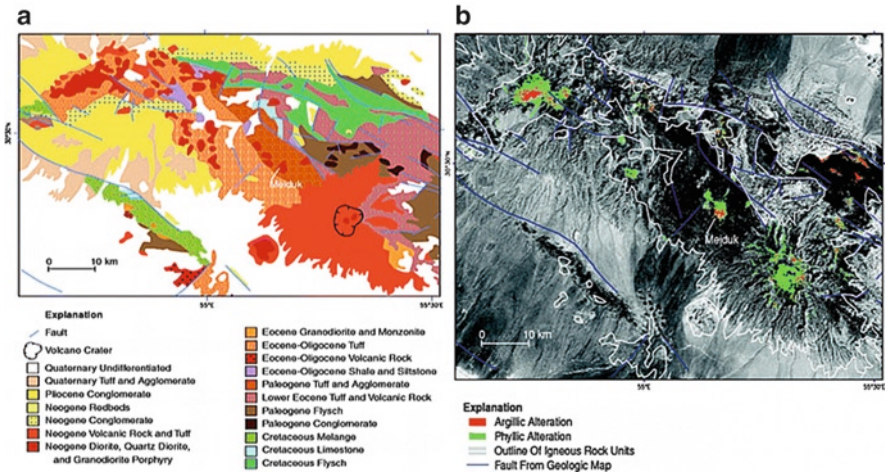 a
30°30'
Meiduk
0 10 km
55°E
55°30'
Explanation
Fault
Volcano Crater
Quaternary Undifferentiated
Quaternary Tuff and Agglomerate
Pliocene Conglomerate
Neogene Redbeds
Neogene Conglomerate
Neogene Volcanic Rock and Tuff
Neogene Diorite, Quartz Diorite,
and Granodiorite Porphyry
Eocene Granodiorite and Monzonite
Eocene-Oligocene Tuff
Eocene-Oligocene Volcanic Rock
Eocene-Oligocene Shale and Siltstone
Paleogene Tuff and Agglomerate
Lower Eocene Tuff and Volcanic Rock
Paleogene Flysch
Paleogene Conglomerate
Cretaceous Melange
Cretaceous Limestone
Cretaceous Flysch
b
30°30'
30°30'N
Meiduk
0 10 km
55°E
55°30'
Explanation
Argillic Alteration
Phyllic Alteration
Outline Of Igneous Rock Units
Fault From Geologic Map